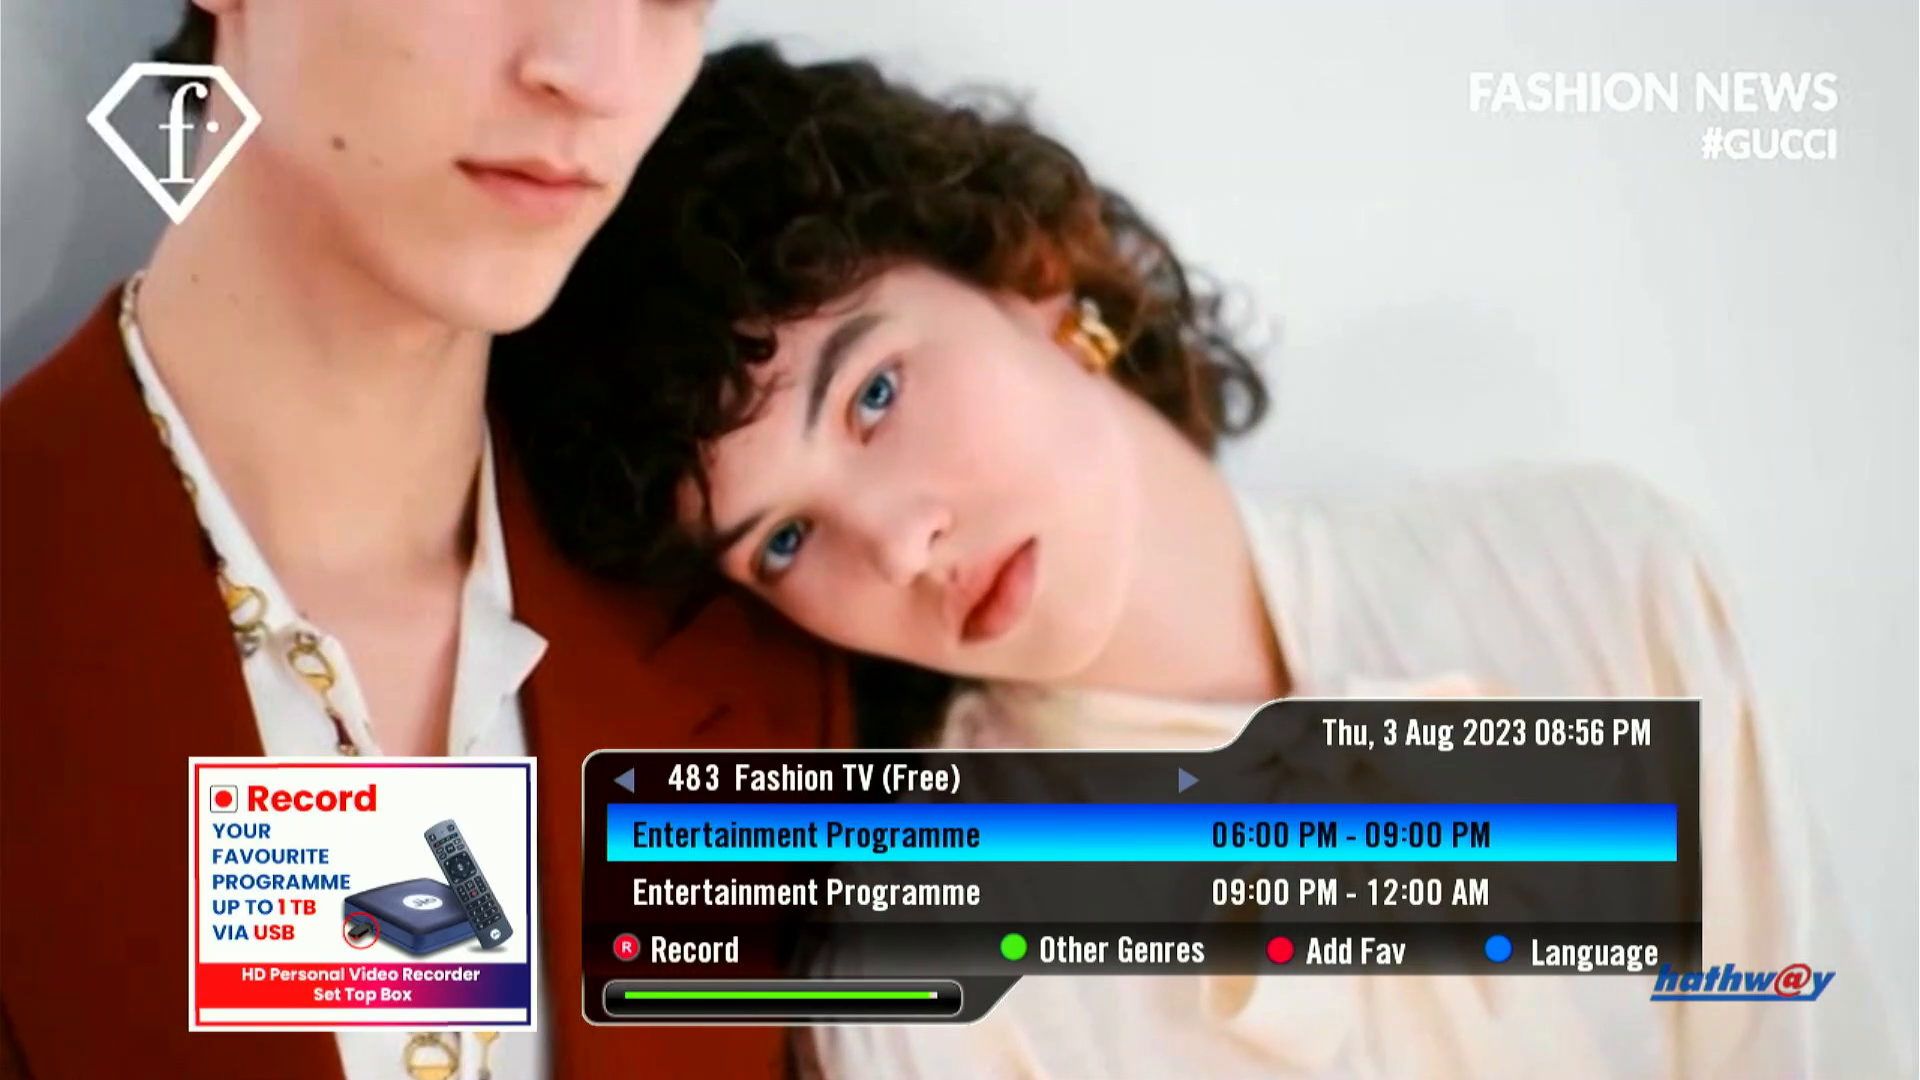 f.
FASHION NEWS
#GUCCI
Thu, 3 Aug 2023 08:56 PM
483 Fashion TV (Free)
Entertainment Programme 06:00 PM - 09:00 PM
Entertainment Programme 09:00 PM - 12:00 AM
R Record Other Genres Add Fav Language
hathw@y
Record
YOUR
FAVOURITE
PROGRAMME
UP TO 1 TB
VIA USB
Jio
HD Personal Video Recorder
Set Top Box